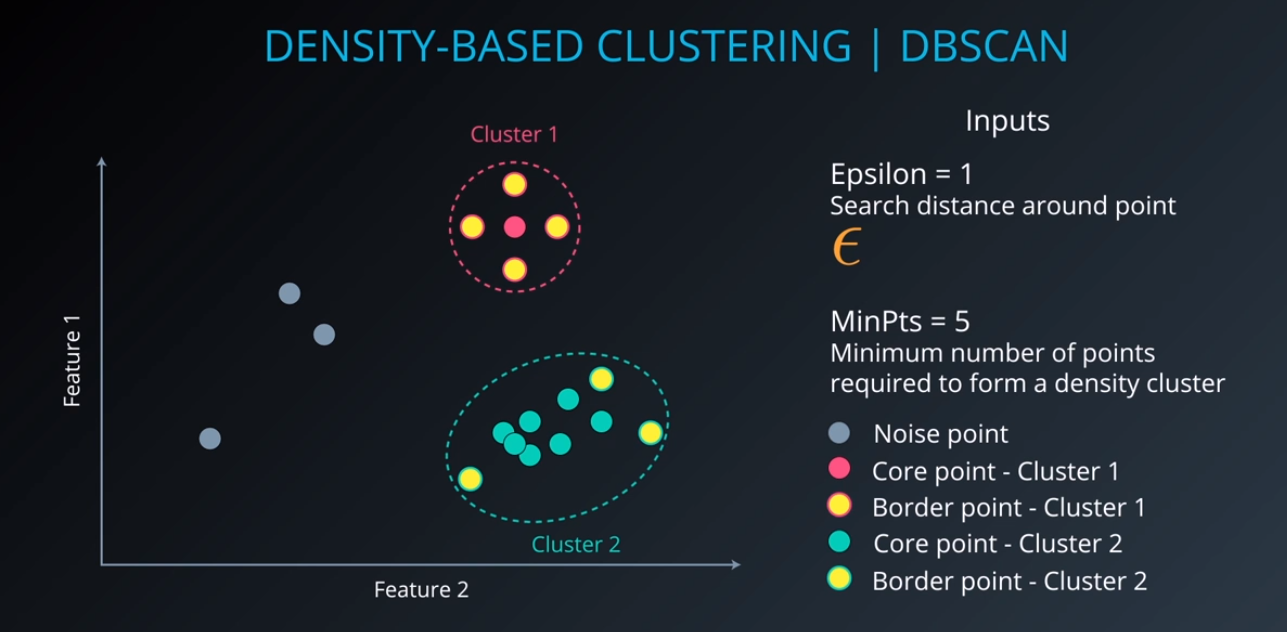 DENSITY-BASED CLUSTERING | DBSCAN
Cluster 1
Feature 1
Cluster 2
Feature 2
Inputs
Epsilon = 1
Search distance around point
ϵ
MinPts = 5
Minimum number of points
required to form a density cluster
Noise point
Core point - Cluster 1
Border point - Cluster 1
Core point - Cluster 2
Border point - Cluster 2